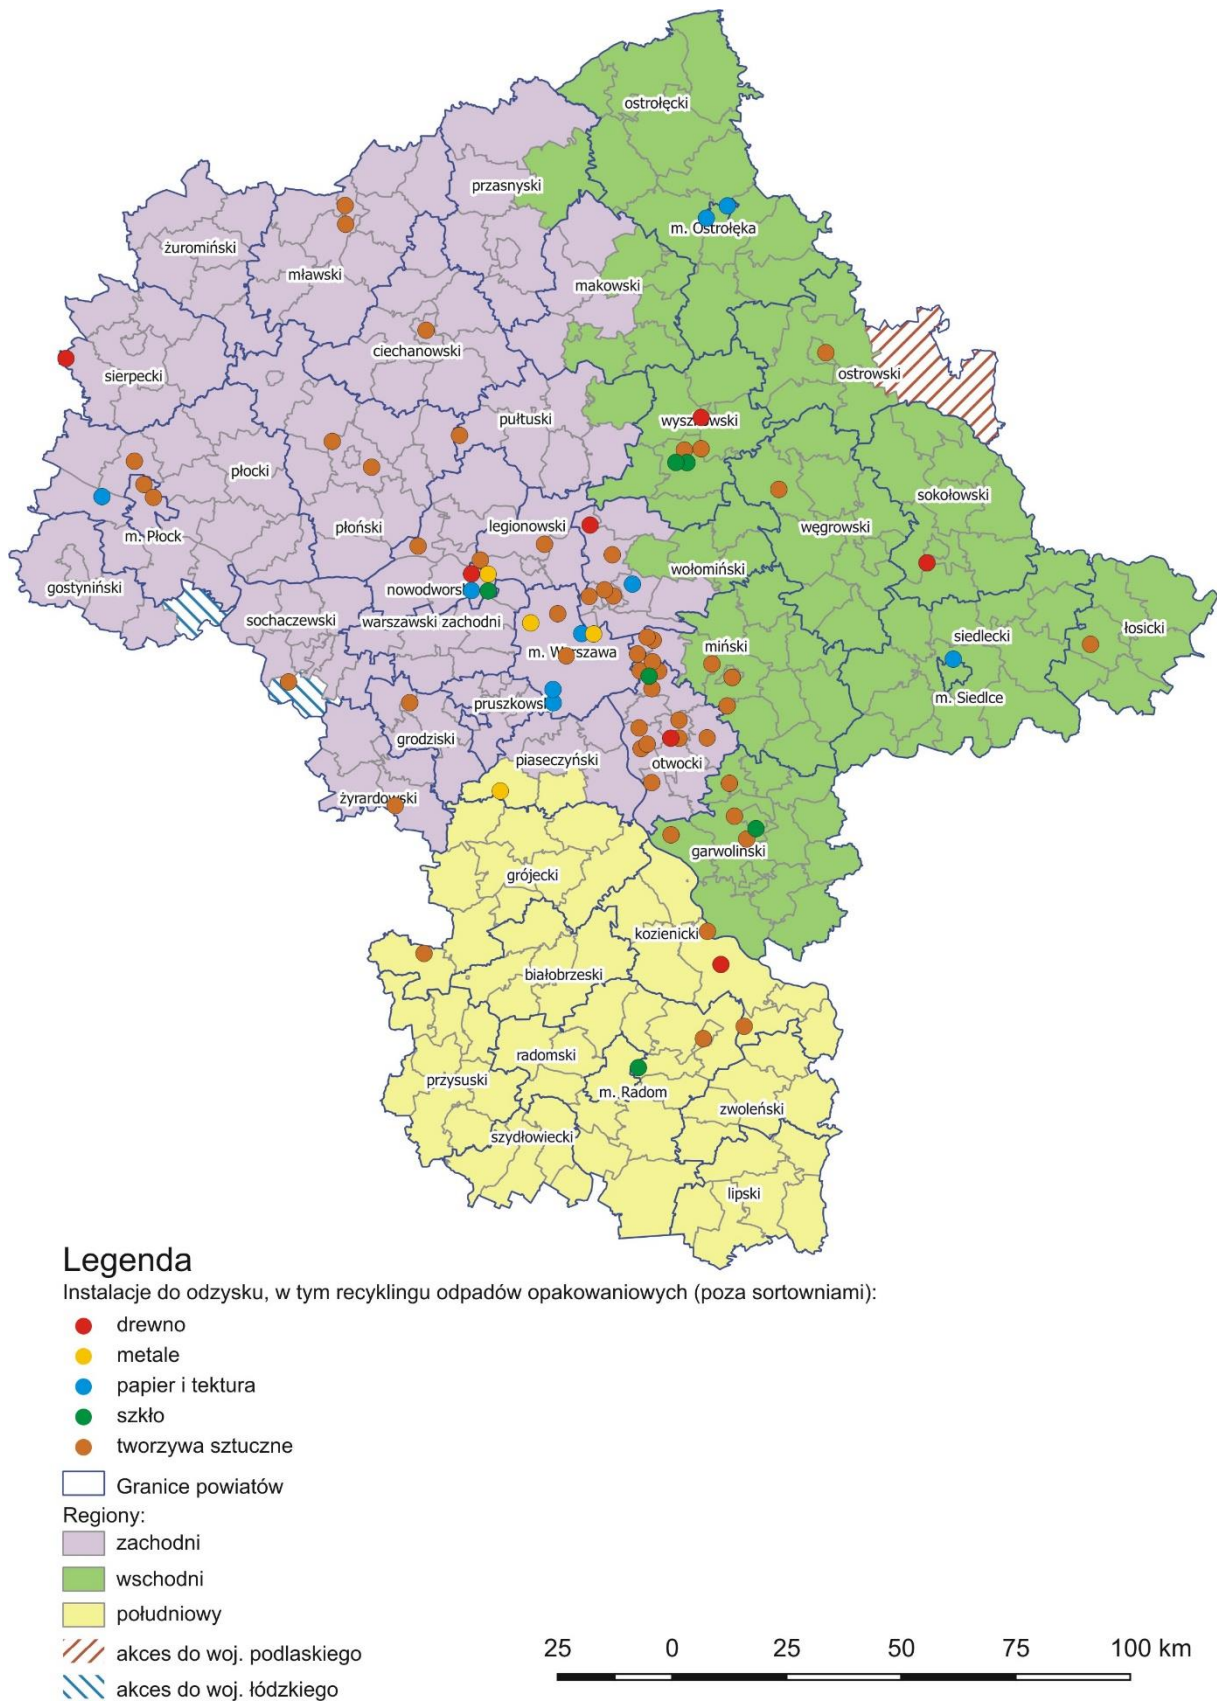 ostrołęcki
przasnyski
m. Ostrołęka
żuromiński
mławski
makowski
ciechanowski
ostrowski
sierpecki
pułtuski
wyszkowski
płocki
sokołowski
legionowski
płoński
węgrowski
m. Płock
wołomiński
gostyniński
nowodworski
sochaczewski
warszawski zachodni
łosicki
siedlecki
miński
m. Warszawa
m. Siedlce
pruszkowski
grodziski
piaseczyński
otwocki
żyrardowski
garwoliński
grójecki
kozienicki
białobrzeski
radomski
przysuski
m. Radom
zwoleński
szydłowiecki
lipski
Legenda
Instalacje do odzysku, w tym recyklingu odpadów opakowaniowych (poza sortowniami):
drewno
metale
papier i tektura
szkło
tworzywa sztuczne
Granice powiatów
Regiony:
zachodni
wschodni
południowy
akces do woj. podlaskiego
akces do woj. łódzkiego
25 0 25 50 75 100 km